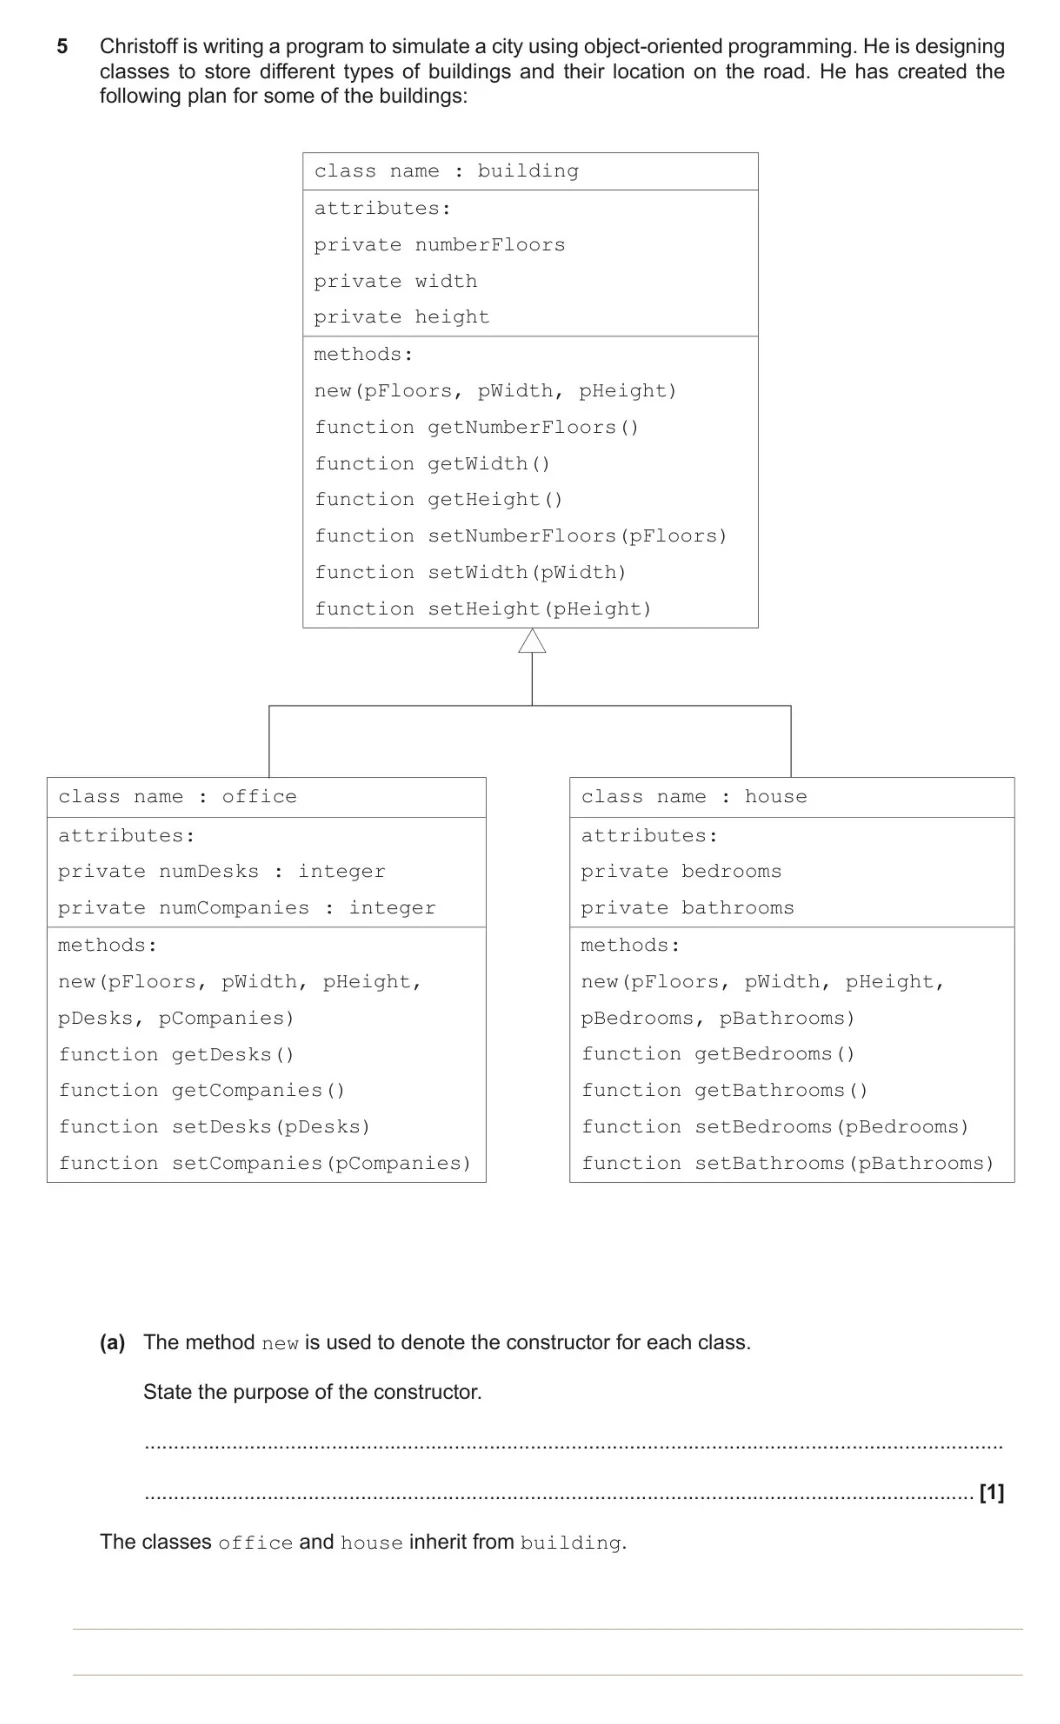 5 Christoff is writing a program to simulate a city using object-oriented programming. He is designing
classes to store different types of buildings and their location on the road. He has created the
following plan for some of the buildings:
class name : building
attributes:
private numberFloors
private width
private height
methods:
new(pFloors, pWidth, pHeight)
function getNumberFloors()
function getWidth()
function getHeight()
function setNumberFloors(pFloors)
function setWidth(pWidth)
function setHeight(pHeight)
class name : office
attributes:
private numDesks : integer
private numCompanies : integer
methods:
new(pFloors, pWidth, pHeight,
pDesks, pCompanies)
function getDesks()
function getCompanies()
function setDesks(pDesks)
function setCompanies(pCompanies)
class name : house
attributes:
private bedrooms
private bathrooms
methods:
new(pFloors, pWidth, pHeight,
pBedrooms, pBathrooms)
function getBedrooms()
function getBathrooms()
function setBedrooms(pBedrooms)
function setBathrooms(pBathrooms)
(a) The method new is used to denote the constructor for each class.
State the purpose of the constructor.
[1]
The classes office and house inherit from building.